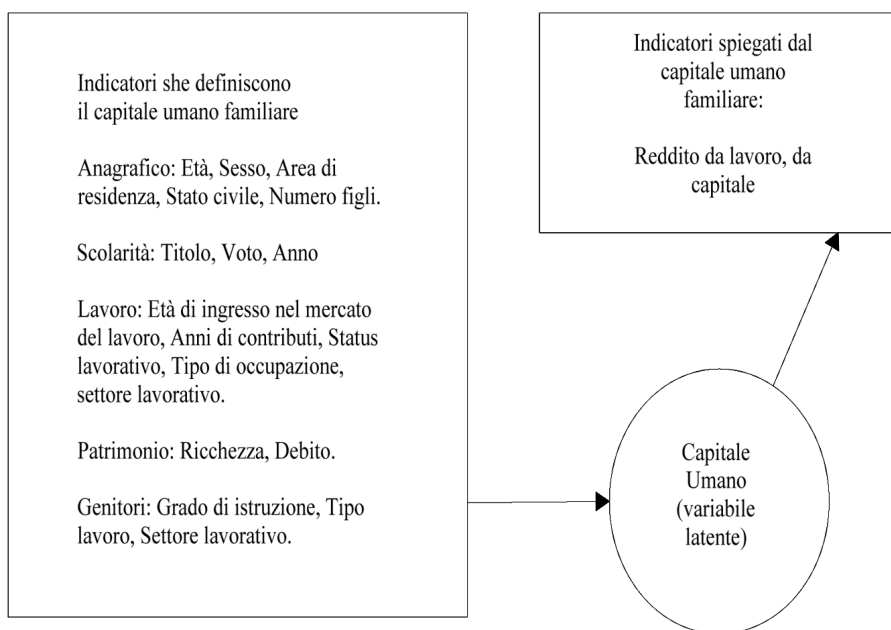 Indicatori she definiscono
il capitale umano familiare
Anagrafico: Età, Sesso, Area di
residenza, Stato civile, Numero figli.
Scolarità: Titolo, Voto, Anno
Lavoro: Età di ingresso nel mercato
del lavoro, Anni di contributi, Status
lavorativo, Tipo di occupazione,
settore lavorativo.
Patrimonio: Ricchezza, Debito.
Genitori: Grado di istruzione, Tipo
lavoro, Settore lavorativo.
Indicatori spiegati dal
capitale umano
familiare:
Reddito da lavoro, da
capitale
Capitale
Umano
(variabile
latente)